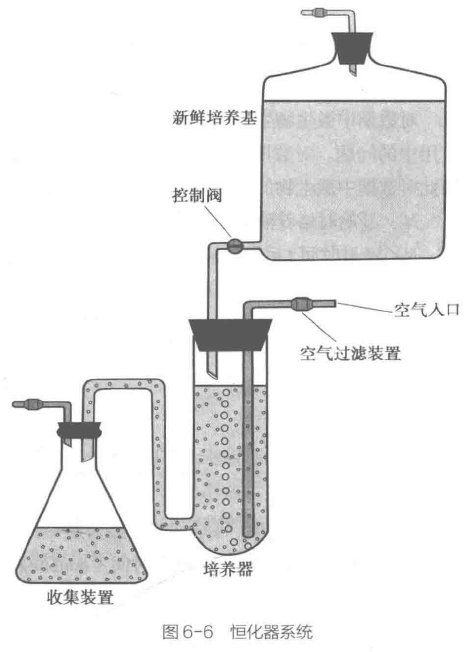 新鲜培养基
控制阀
空气入口
空气过滤装置
培养器
收集装置
图6-6 恒化器系统